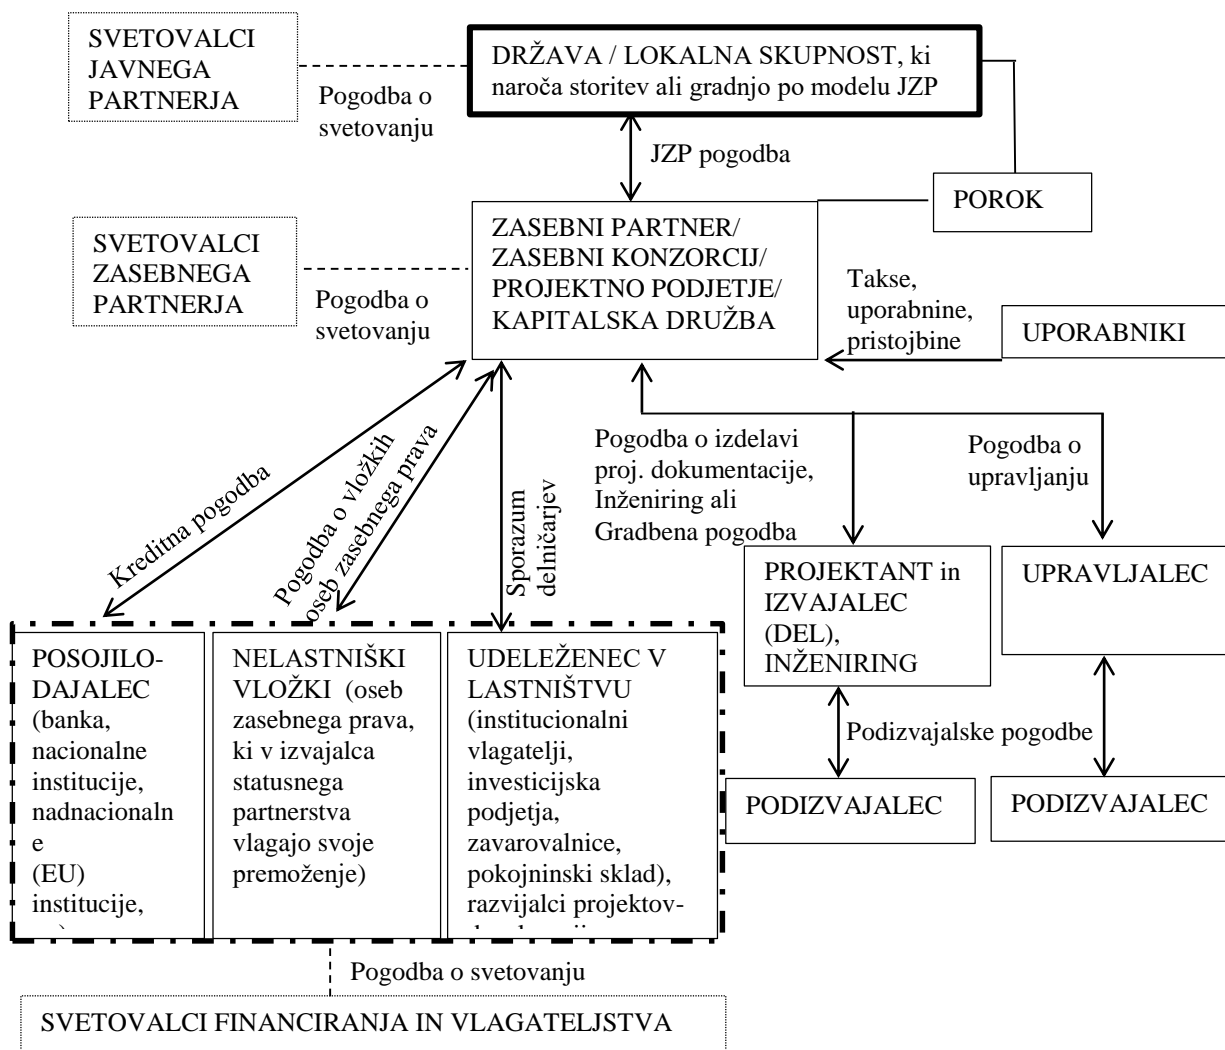 SVETOVALCI
JAVNEGA
PARTNERJA
Pogodba o
svetovanju
DRŽAVA / LOKALNA SKUPNOST, ki
naroča storitev ali gradnjo po modelu JZP
JZP pogodba
POROK
SVETOVALCI
ZASEBNEGA
PARTNERJA
Pogodba o
svetovanju
ZASEBNI PARTNER/
ZASEBNI KONZORCIJ/
PROJEKTNO PODJETJE/
KAPITALSKA DRUŽBA
Takse,
uporabnine,
pristojbine
UPORABNIKI
Kreditna pogodba
Pogodba o vložkih
oseb zasebnega prava
Sporazum
delničarjev
Pogodba o izdelavi
proj. dokumentacije,
Inženiring ali
Gradbena pogodba
Pogodba o
upravljanju
PROJEKTANT in
IZVAJALEC
(DEL),
INŽENIRING
UPRAVLJALEC
Podizvajalske pogodbe
PODIZVAJALEC
PODIZVAJALEC
POSOJILO-
DAJALEC
(banka,
nacionalne
institucije,
nadnacionaln
e
(EU)
institucije,
NELASTNIŠKI
VLOŽKI (oseb
zasebnega prava,
ki v izvajalca
statusnega
partnerstva
vlagajo svoje
premoženje)
UDELEŽENEC V
LASTNIŠTVU
(institucionalni
vlagatelji,
investicijska
podjetja,
zavarovalnice,
pokojninski sklad),
razvijalci projektov-
Pogodba o svetovanju
SVETOVALCI FINANCIRANJA IN VLAGATELJSTVA